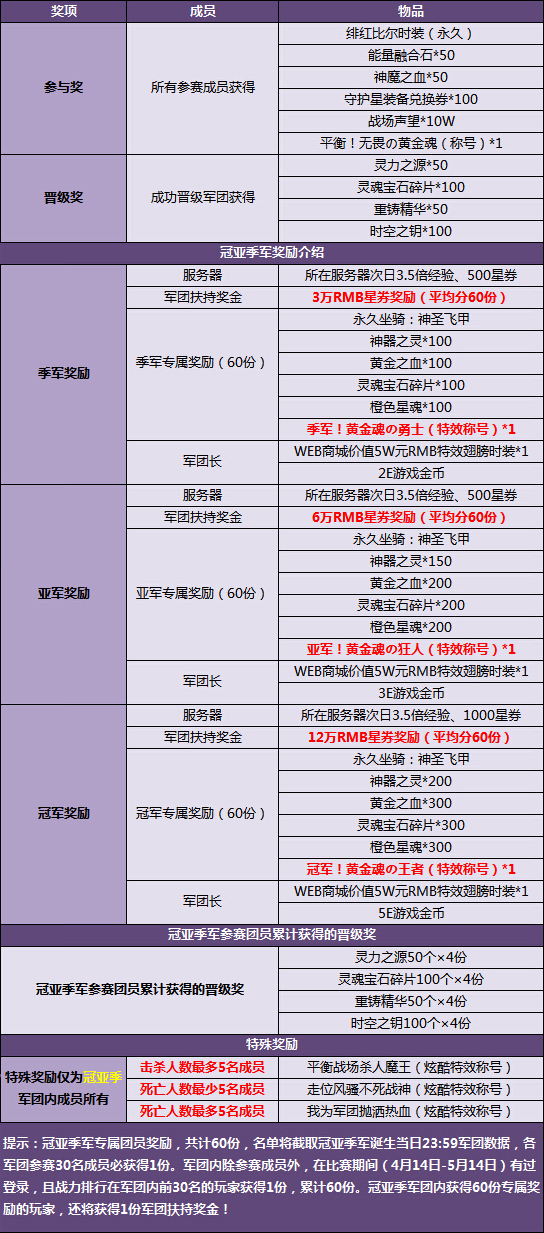 奖项 成员 物品
参与奖 所有参赛成员获得 绯红比尔时装（永久）
能量融合石*50
神魔之血*50
守护星装备兑换券*100
战场声望*10W
平衡！无畏の黄金魂（称号）*1
晋级奖 成功晋级军团获得 灵力之源*50
灵魂宝石碎片*100
重铸精华*50
时空之钥*100
冠亚季军奖励介绍
季军奖励 服务器 所在服务器次日3.5倍经验、500星券
军团扶持奖金 3万RMB星券奖励（平均分60份）
季军专属奖励（60份） 永久坐骑：神圣飞甲
神器之灵*100
黄金之血*100
灵魂宝石碎片*100
橙色星魂*100
季军！黄金魂の勇士（特效称号）*1
军团长 WEB商城价值5W元RMB特效翅膀时装*1
2E游戏金币
亚军奖励 服务器 所在服务器次日3.5倍经验、500星券
军团扶持奖金 6万RMB星券奖励（平均分60份）
亚军专属奖励（60份） 永久坐骑：神圣飞甲
神器之灵*150
黄金之血*200
灵魂宝石碎片*200
橙色星魂*200
亚军！黄金魂の狂人（特效称号）*1
军团长 WEB商城价值5W元RMB特效翅膀时装*1
3E游戏金币
冠军奖励 服务器 所在服务器次日3.5倍经验、1000星券
军团扶持奖金 12万RMB星券奖励（平均分60份）
冠军专属奖励（60份） 永久坐骑：神圣飞甲
神器之灵*200
黄金之血*300
灵魂宝石碎片*300
橙色星魂*300
冠军！黄金魂の王者（特效称号）*1
军团长 WEB商城价值5W元RMB特效翅膀时装*1
5E游戏金币
冠亚季军参赛团员累计获得的晋级奖
冠亚季军参赛团员累计获得的晋级奖 灵力之源50个×4份
灵魂宝石碎片100个×4份
重铸精华50个×4份
时空之钥100个×4份
特殊奖励
特殊奖励仅为冠亚季
军团内成员所有
击杀人数最多5名成员 平衡战场杀人魔王（炫酷特效称号）
死亡人数最少5名成员 走位风骚不死战神（炫酷特效称号）
死亡人数最多5名成员 我为军团抛洒热血（炫酷特效称号）
提示：冠亚季军专属团员奖励，共计60份，名单将截取冠亚季军诞生当日23:59军团数据，各
军团参赛30名成员必获得1份。军团内除参赛成员外，在比赛期间（4月14日-5月14日）有过
登录，且战力排行在军团内前30名的玩家获得1份，累计60份。冠亚季军团内获得60份专属奖
励的玩家，还将获得1份军团扶持奖金！